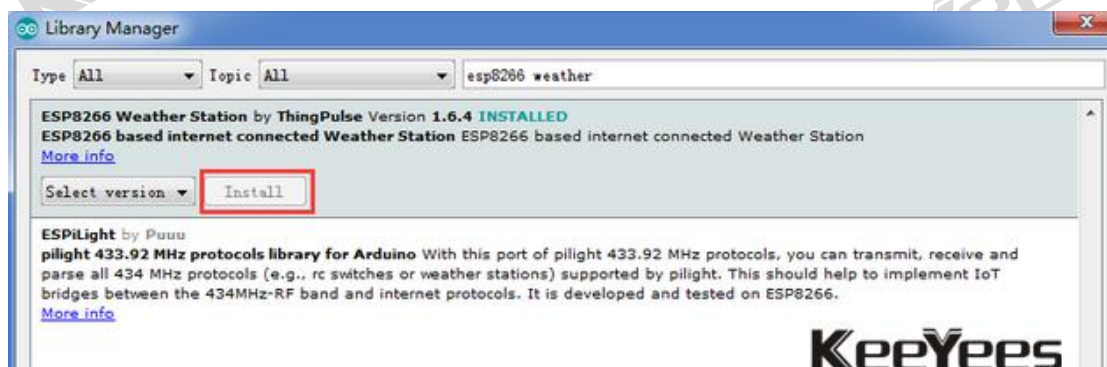 Library Manager
Type All Topic All esp8266 weather
ESP8266 Weather Station by ThingPulse Version 1.6.4 INSTALLED
ESP8266 based internet connected Weather Station ESP8266 based internet connected Weather Station
More info
Select version Install
ESPiLight by Puuu
pilight 433.92 MHz protocols library for Arduino With this port of pilight 433.92 MHz protocols, you can transmit, receive and
parse all 434 MHz protocols (e.g., rc switches or weather stations) supported by pilight. This should help to implement IoT
bridges between the 434MHz-RF band and internet protocols. It is developed and tested on ESP8266.
More info
KeeYees